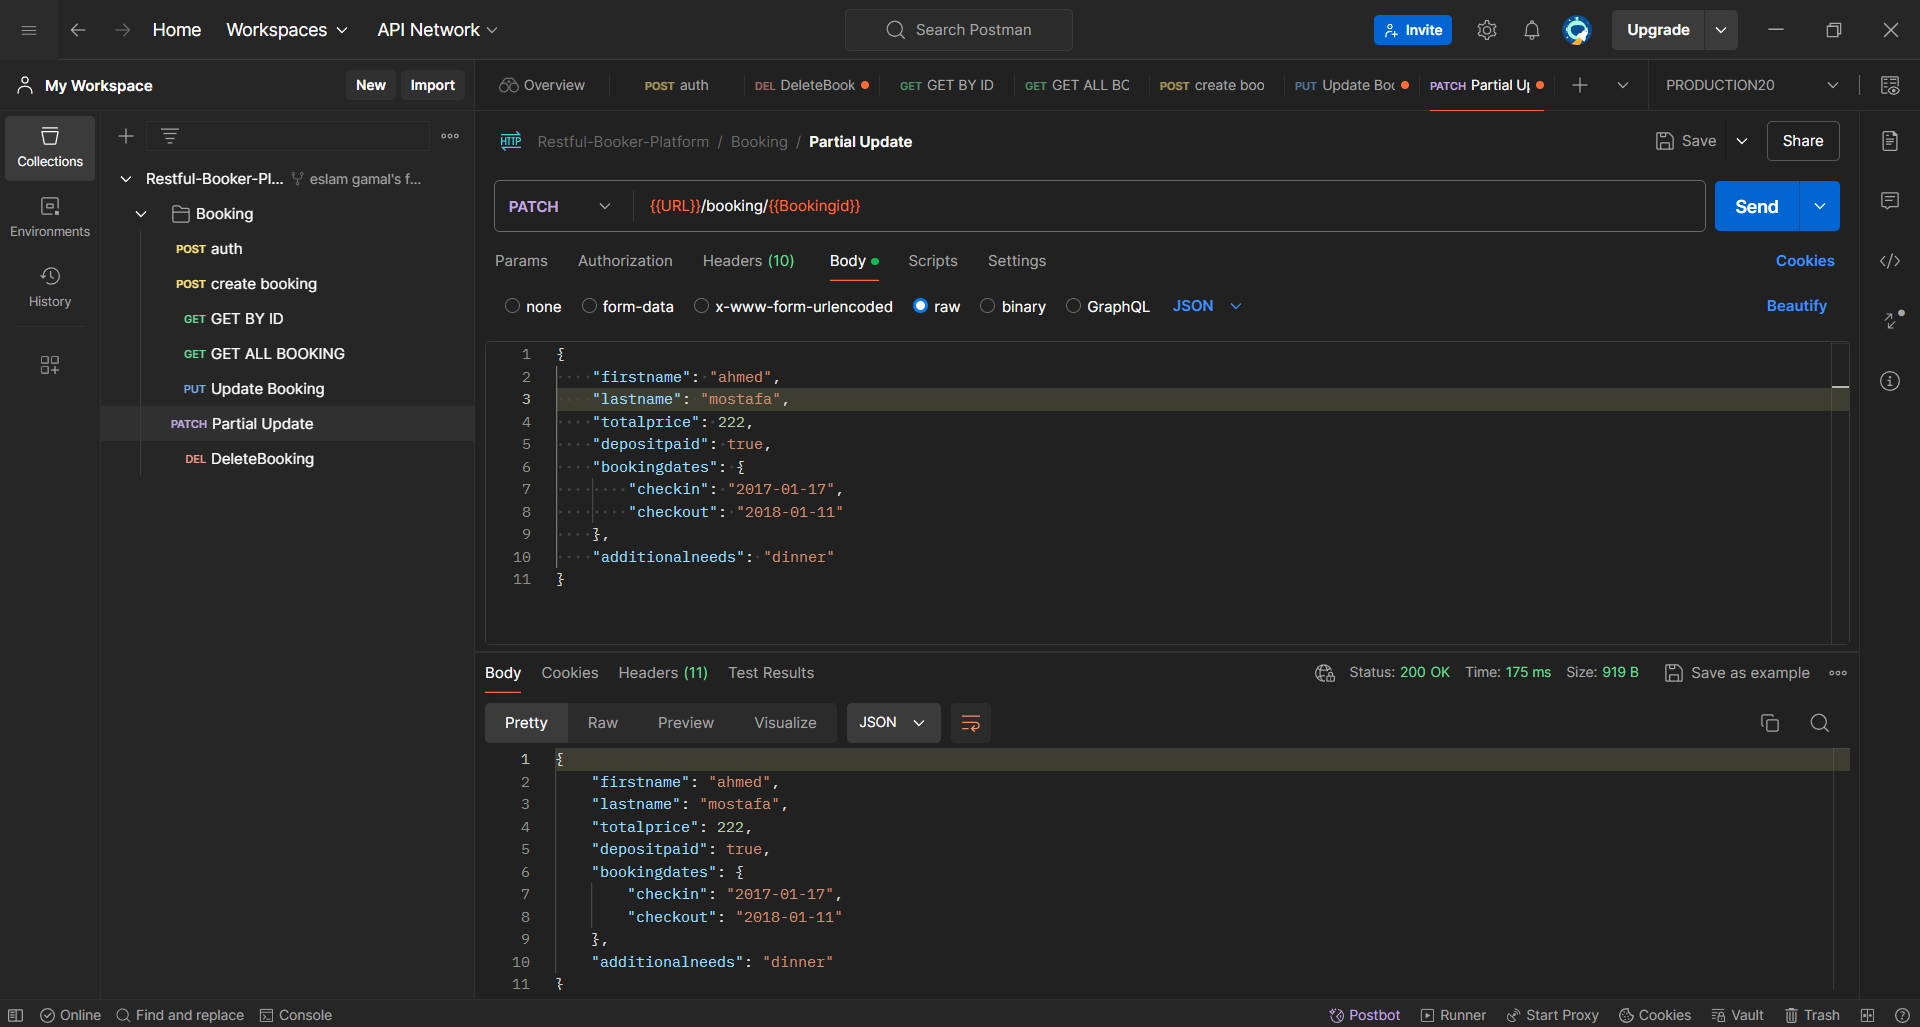 Home Workspaces API Network Search Postman Invite Upgrade
My Workspace New Import Overview POST auth DEL DeleteBook GET GET BY ID GET GET ALL BC POST create boo PUT Update Boo PATCH Partial Up PRODUCTION20
Collections
Environments
History
Restful-Booker-Pl... eslam gamal's f...
Booking
POST auth
POST create booking
GET GET BY ID
GET GET ALL BOOKING
PUT Update Booking
PATCH Partial Update
DEL DeleteBooking
HTTP Restful-Booker-Platform / Booking / Partial Update Save Share
PATCH {{URL}}/booking/{{Bookingid}} Send
Params Authorization Headers (10) Body Scripts Settings Cookies
none form-data x-www-form-urlencoded raw binary GraphQL JSON Beautify
1 {
2 "firstname": "ahmed",
3 "lastname": "mostafa",
4 "totalprice": 222,
5 "depositpaid": true,
6 "bookingdates": {
7 "checkin": "2017-01-17",
8 "checkout": "2018-01-11"
9 },
10 "additionalneeds": "dinner"
11 }
Body Cookies Headers (11) Test Results Status: 200 OK Time: 175 ms Size: 919 B Save as example
Pretty Raw Preview Visualize JSON
1 {
2 "firstname": "ahmed",
3 "lastname": "mostafa",
4 "totalprice": 222,
5 "depositpaid": true,
6 "bookingdates": {
7 "checkin": "2017-01-17",
8 "checkout": "2018-01-11"
9 },
10 "additionalneeds": "dinner"
11 }
Online Find and replace Console Postbot Runner Start Proxy Cookies Vault Trash